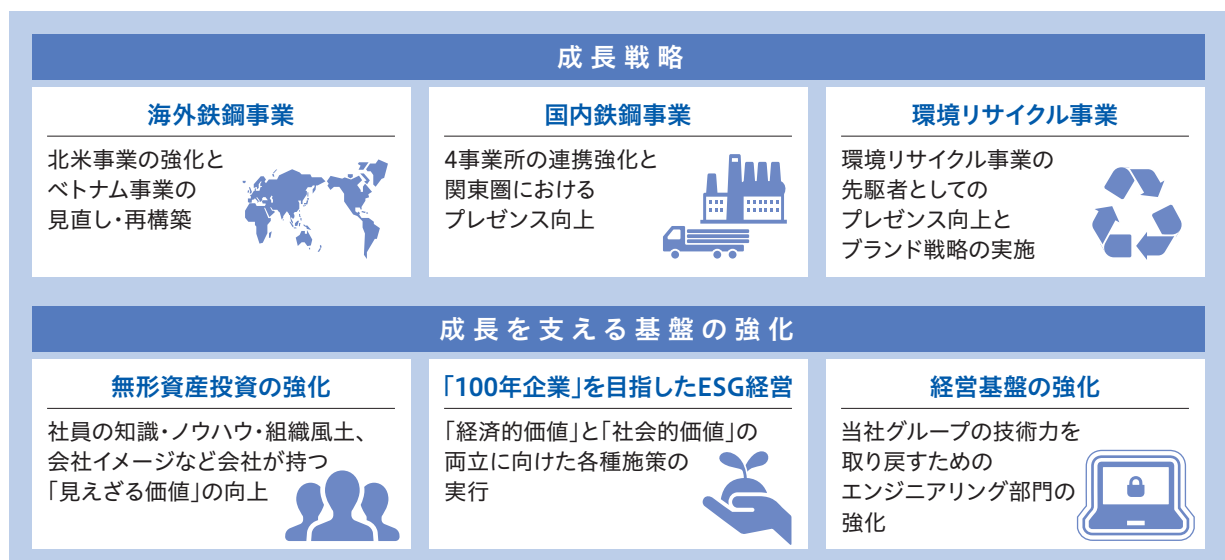 成長戦略
海外鉄鋼事業
北米事業の強化と
ベトナム事業の
見直し・再構築
国内鉄鋼事業
4事業所の連携強化と
関東圏における
プレゼンス向上
環境リサイクル事業
環境リサイクル事業の
先駆者としての
プレゼンス向上と
ブランド戦略の実施
成長を支える基盤の強化
無形資産投資の強化
社員の知識・ノウハウ・組織風土、
会社イメージなど会社が持つ
「見えざる価値」の向上
「100年企業」を目指したESG経営
「経済的価値」と「社会的価値」の
両立に向けた各種施策の
実行
経営基盤の強化
当社グループの技術力を
取り戻すための
エンジニアリング部門の
強化